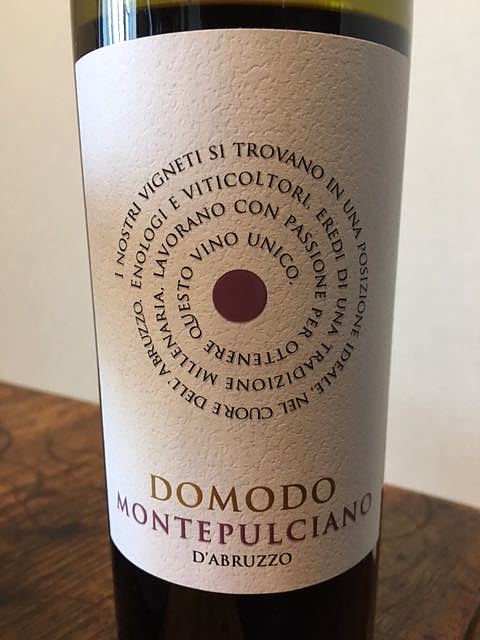 I NOSTRI VIGNETI SI TROVANO IN UNA POSIZIONE IDEALE, NEL CUORE DELL'ABRUZZO. ENOLOGI E VITICOLTORI, EREDI DI UNA TRADIZIONE MILLENARIA, LAVORANO CON PASSIONE PER OTTENERE QUESTO VINO UNICO.
DOMODO
MONTEPULCIANO
D'ABRUZZO